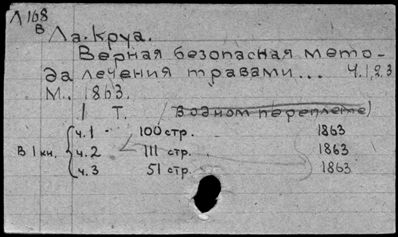 Л168
В
Ла-Круа.
Верная безопасная мето-
да лечения травами... ч.1,2,3
М., 1863.
1 Т. в одном переплете)
ч.1 100 стр. 1863
В 1 кн. ч.2 111 стр. 1863
ч.3 51 стр. 1863